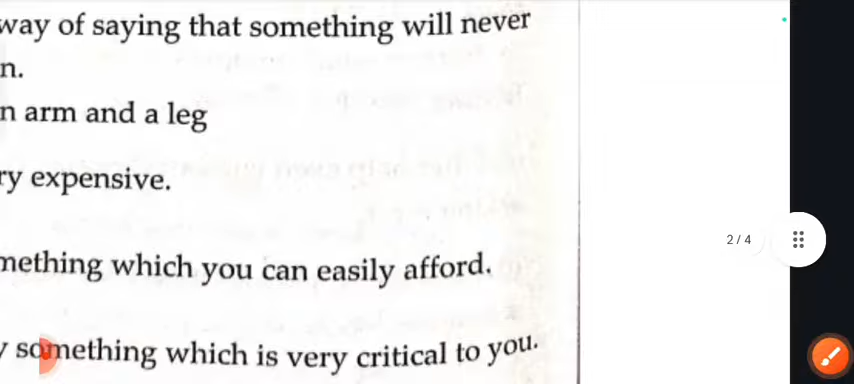 way of saying that something will never
n.
n arm and a leg
ry expensive.
mething which you can easily afford.
y something which is very critical to you.
2/4